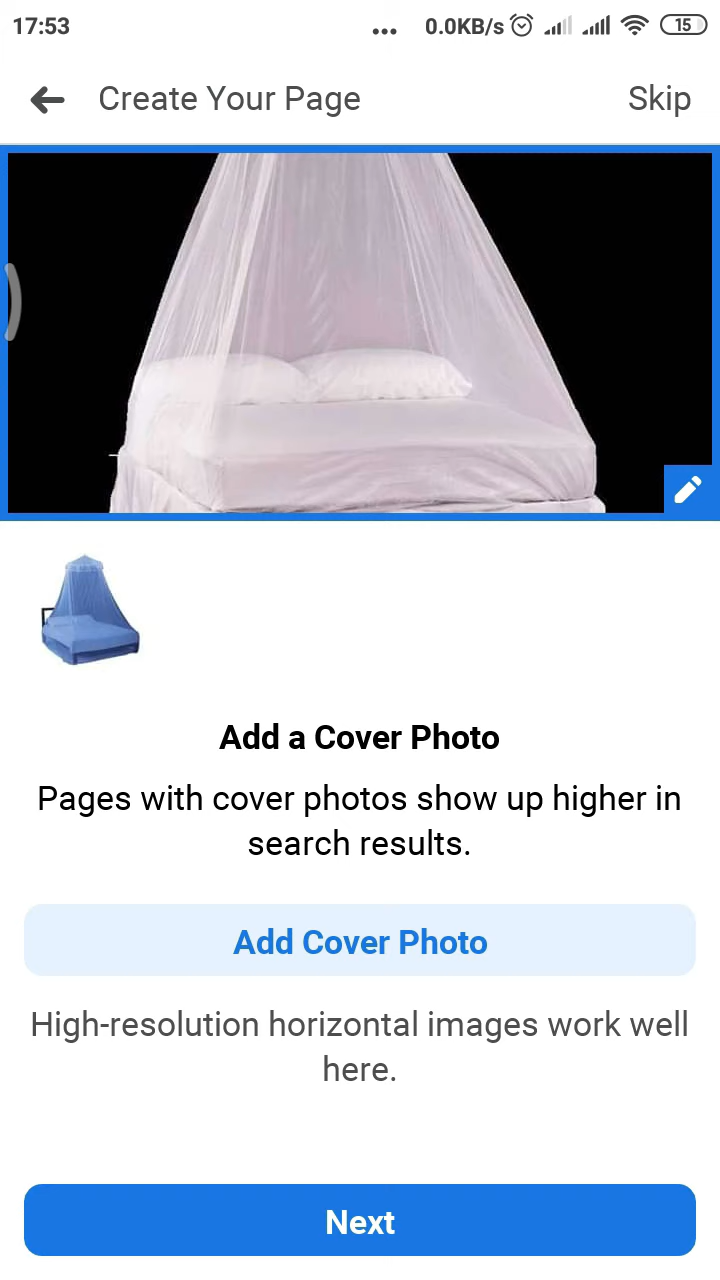 17:53 ... 0.0KB/s 15
Create Your Page Skip
Add a Cover Photo
Pages with cover photos show up higher in
search results.
Add Cover Photo
High-resolution horizontal images work well
here.
Next